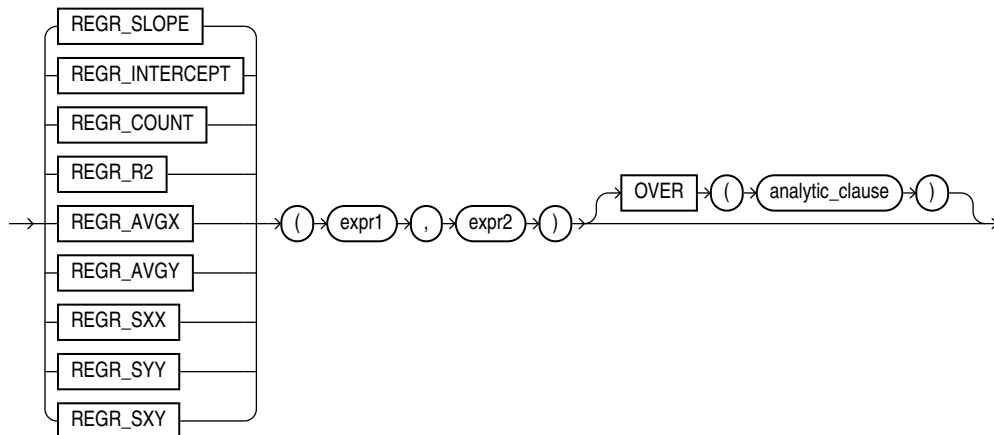 REGR_SLOPE
REGR_INTERCEPT
REGR_COUNT
REGR_R2
OVER ( analytic_clause )
REGR_AVGX ( expr1 , expr2 )
REGR_AVGY
REGR_SXX
REGR_SYY
REGR_SXY